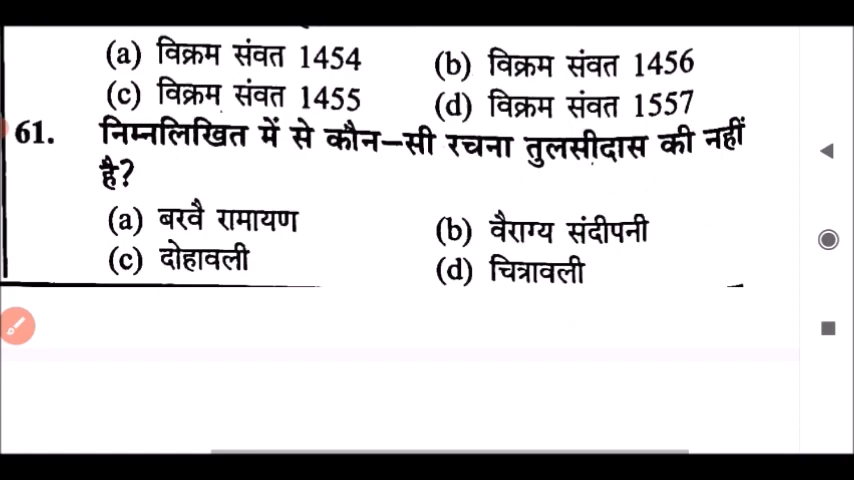 (a) विक्रम संवत 1454 (b) विक्रम संवत 1456
(c) विक्रम संवत 1455 (d) विक्रम संवत 1557
61. निम्नलिखित में से कौन-सी रचना तुलसीदास की नहीं
है?
(a) बरवै रामायण (b) वैराग्य संदीपनी
(c) दोहावली (d) चित्रावली